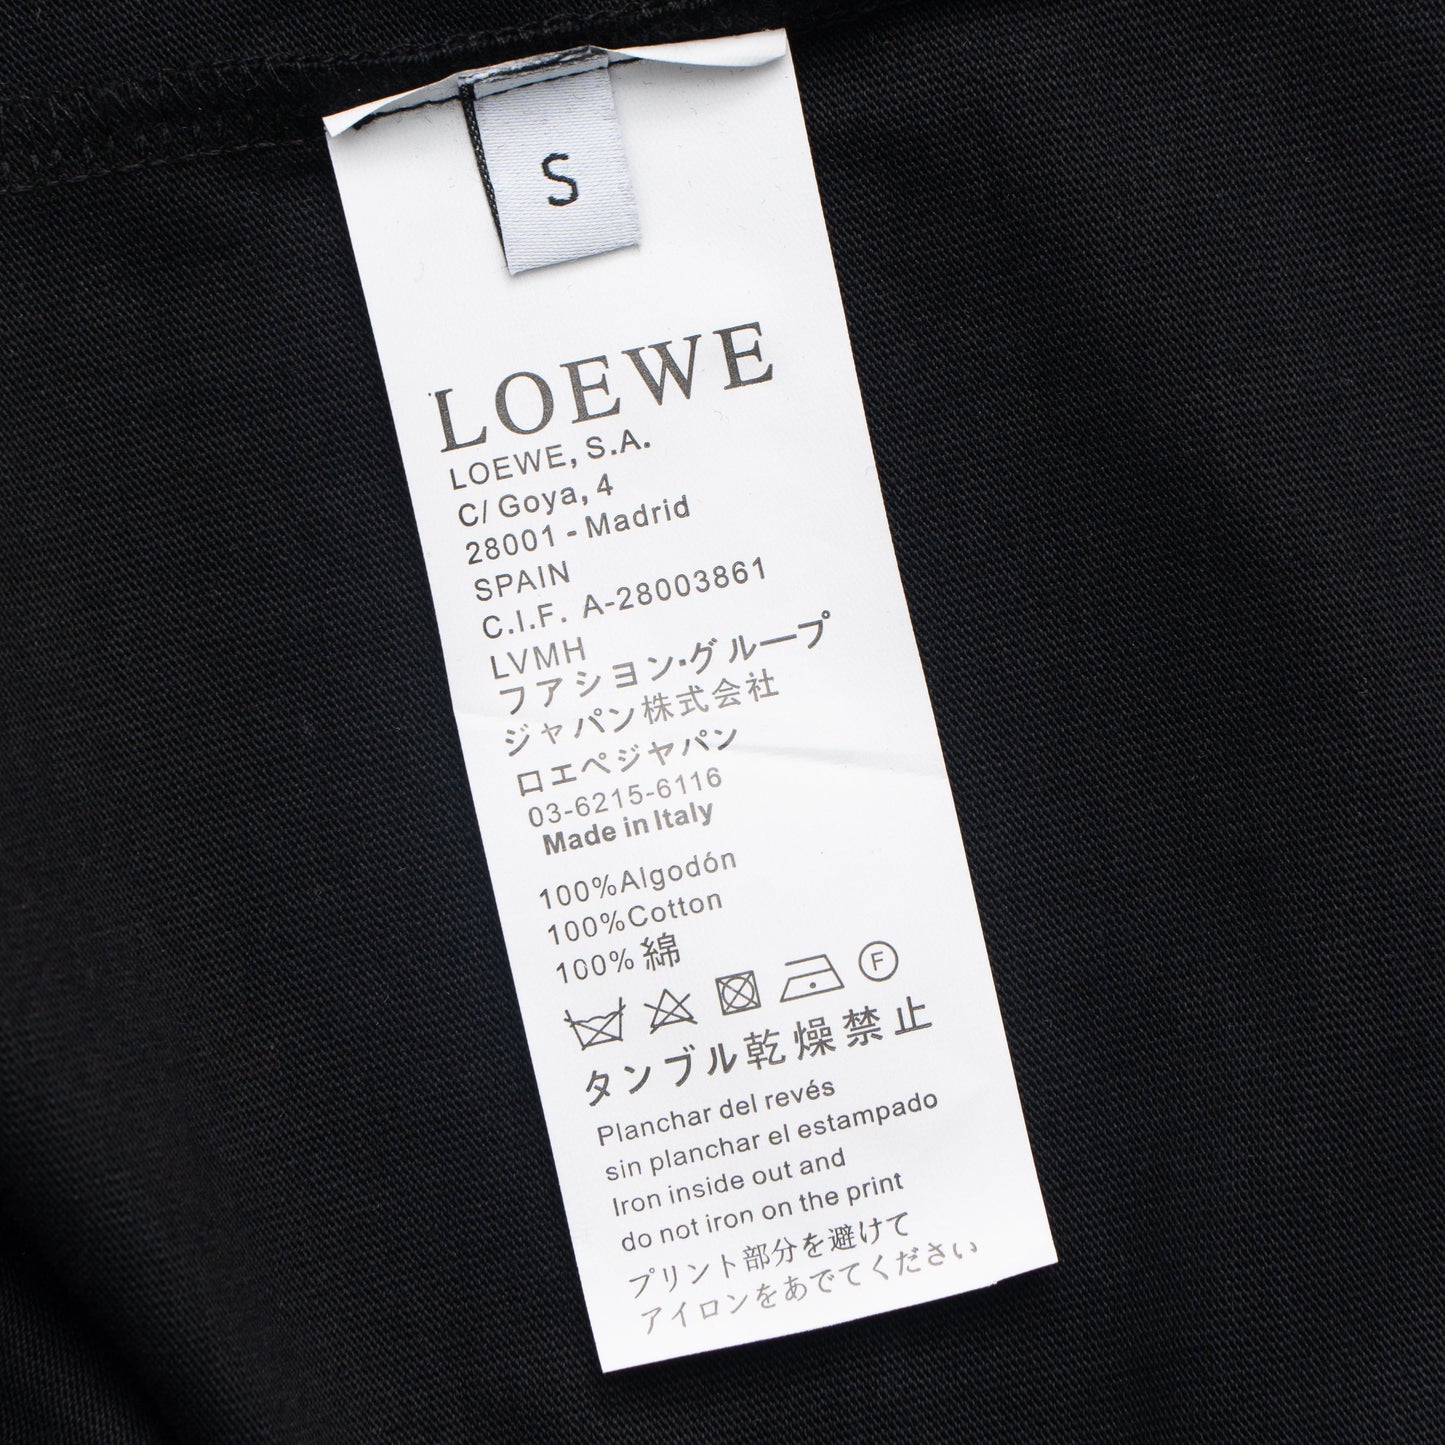 S
LOEWE
LOEWE, S.A.
C/ Goya, 4
28001 - Madrid
SPAIN
C.I.F. A-28003861
LVMH
フアシヨン・グループ
ジャパン株式会社
ロエペジヤパン
03-6215-6116
Made in Italy
100%Algodón
100%Cotton
100%綿
F
タンブル乾燥禁止
Planchar del revés
sin planchar el estampado
Iron inside out and
do not iron on the print
プリント部分を避けて
アイロンをあでてください